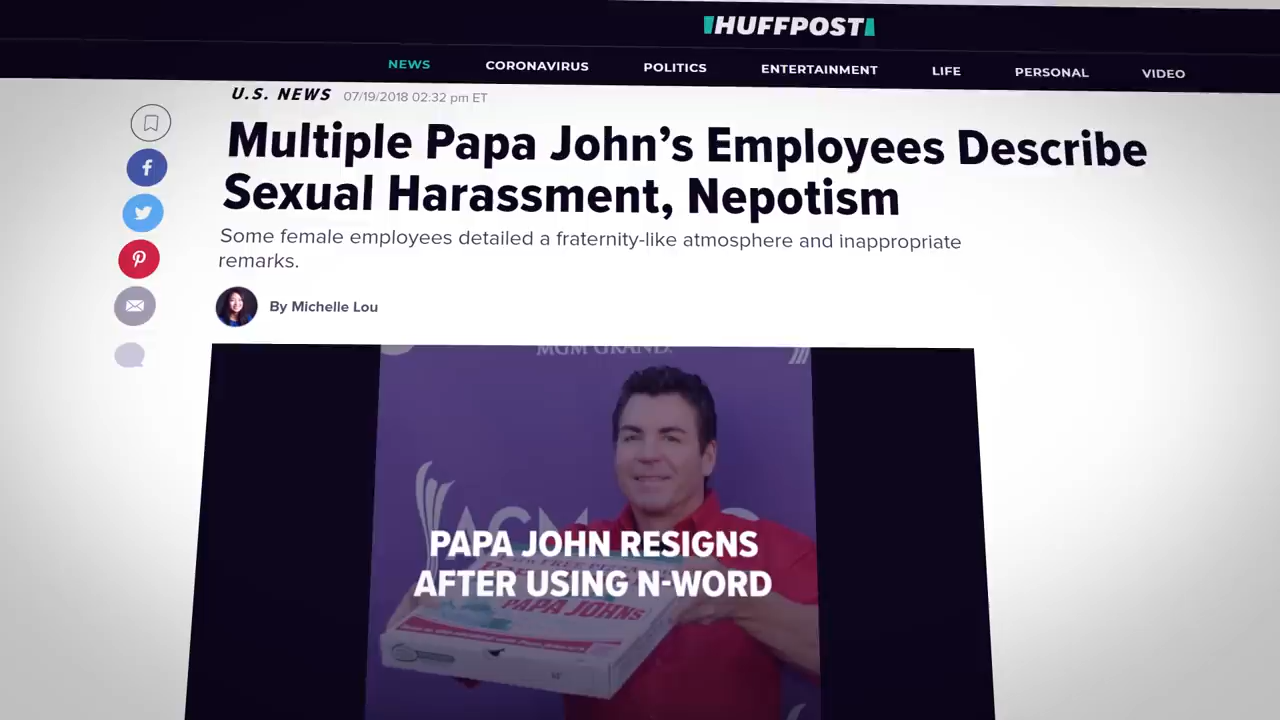 HUFFPOST
NEWS CORONAVIRUS POLITICS ENTERTAINMENT LIFE PERSONAL VIDEO
U.S. NEWS 07/19/2018 02:32 pm ET
Multiple Papa John's Employees Describe
Sexual Harassment, Nepotism
Some female employees detailed a fraternity-like atmosphere and inappropriate
remarks.
By Michelle Lou
MGM GRAND.
ACM
PAPA JOHN RESIGNS
AFTER USING N-WORD
PAPA JOHNS